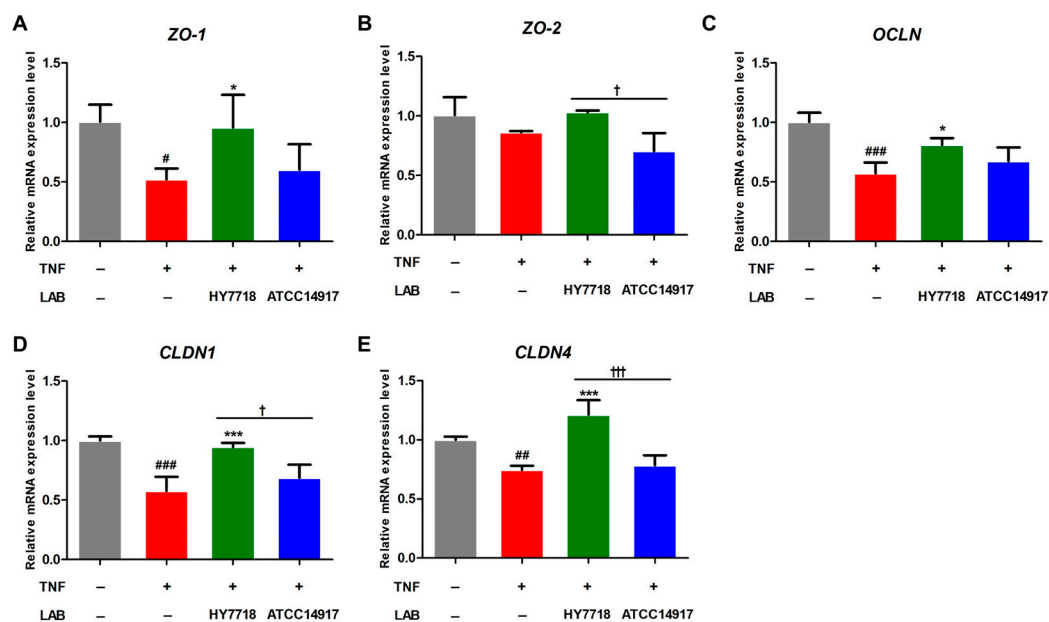 A
ZO-1
Relative mRNA expression level
1.5
1.0
0.5
0.0
#
*
TNF – + + +
LAB – – HY7718 ATCC14917
B
ZO-2
Relative mRNA expression level
1.5
1.0
0.5
0.0
†
– + + +
– – HY7718 ATCC14917
C
OCLN
Relative mRNA expression level
1.5
1.0
0.5
0.0
###
*
TNF – + + +
LAB – – HY7718 ATCC14917
D
CLDN1
Relative mRNA expression level
1.5
1.0
0.5
0.0
###
***
†
TNF – + + +
LAB – – HY7718 ATCC14917
E
CLDN4
Relative mRNA expression level
1.5
1.0
0.5
0.0
##
***
†††
TNF – + + +
LAB – – HY7718 ATCC14917